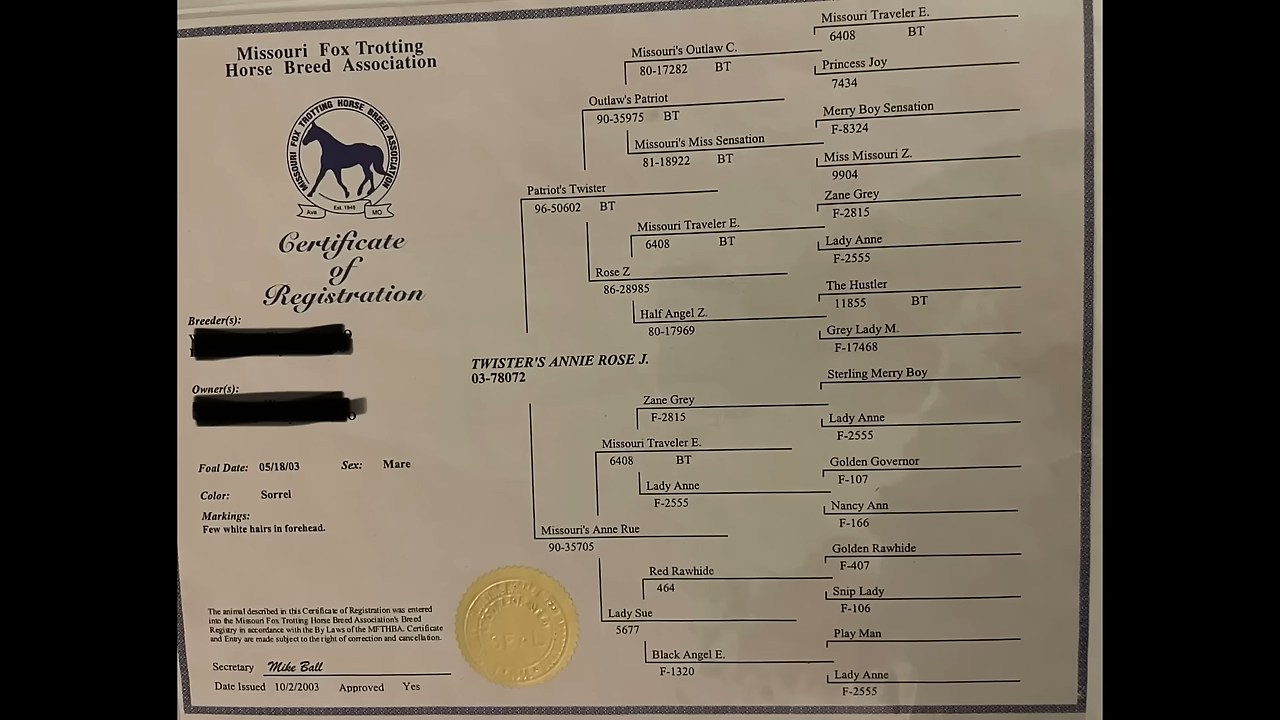 Missouri Fox Trotting
Horse Breed Association
MISSOURI FOX TROTTING HORSE BREED ASSOCIATION
Ava Est. 1948 MO
Certificate
of
Registration
Breeder(s):
Owner(s):
Foal Date: 05/18/03 Sex: Mare
Color: Sorrel
Markings:
Few white hairs in forehead.
The animal described in this Certificate of Registration was entered
into the Missouri Fox Trotting Horse Breed Association's Breed
Registry in accordance with the By Laws of the MFTHBA. Certificate
and Entry are made subject to the right of correction and cancellation.
Secretary Mike Ball
Date Issued 10/2/2003 Approved Yes
SEAL
TWISTER'S ANNIE ROSE J.
03-78072
Patriot's Twister
96-50602 BT
Missouri's Anne Rue
90-35705
Outlaw's Patriot
90-35975 BT
Rose Z
86-28985
Missouri Traveler E.
6408 BT
Lady Sue
5677
Missouri's Outlaw C.
80-17282 BT
Missouri's Miss Sensation
81-18922 BT
Missouri Traveler E.
6408 BT
Half Angel Z.
80-17969
Zane Grey
F-2815
Lady Anne
F-2555
Red Rawhide
464
Black Angel E.
F-1320
Missouri Traveler E.
6408 BT
Princess Joy
7434
Merry Boy Sensation
F-8324
Miss Missouri Z.
9904
Zane Grey
F-2815
Lady Anne
F-2555
The Hustler
11855 BT
Grey Lady M.
F-17468
Sterling Merry Boy
Lady Anne
F-2555
Golden Governor
F-107
Nancy Ann
F-166
Golden Rawhide
F-407
Snip Lady
F-106
Play Man
Lady Anne
F-2555